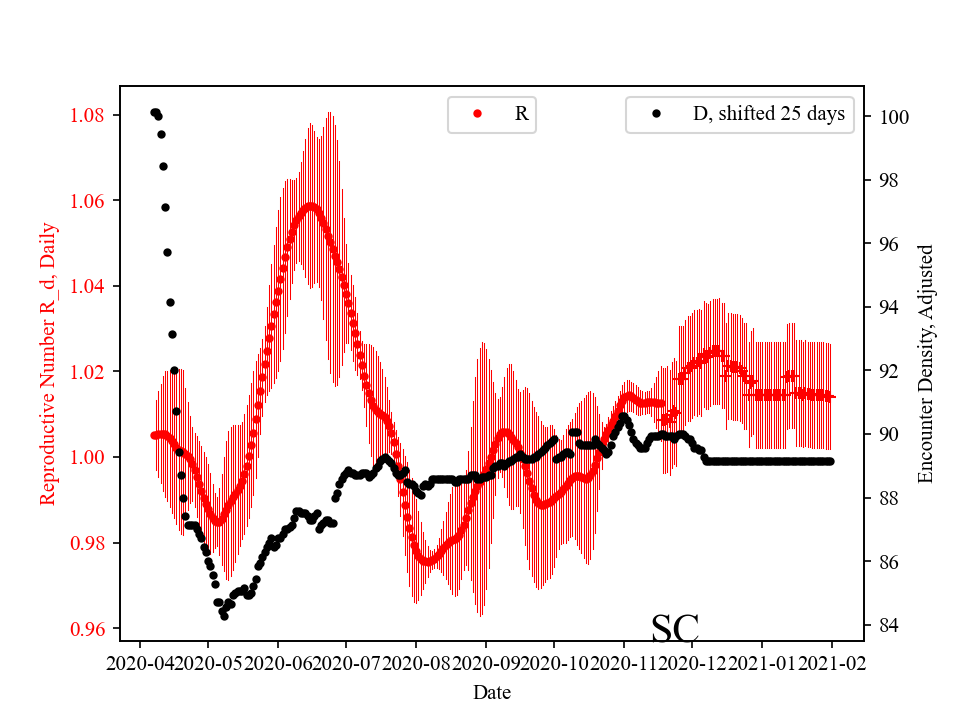 R
D, shifted 25 days
1.08
1.06
1.04
1.02
1.00
0.98
0.96
Reproductive Number R_d, Daily
100
98
96
94
92
90
88
86
84
Encounter Density, Adjusted
SC
2020-04 2020-05 2020-06 2020-07 2020-08 2020-09 2020-10 2020-11 2020-12 2021-01 2021-02
Date